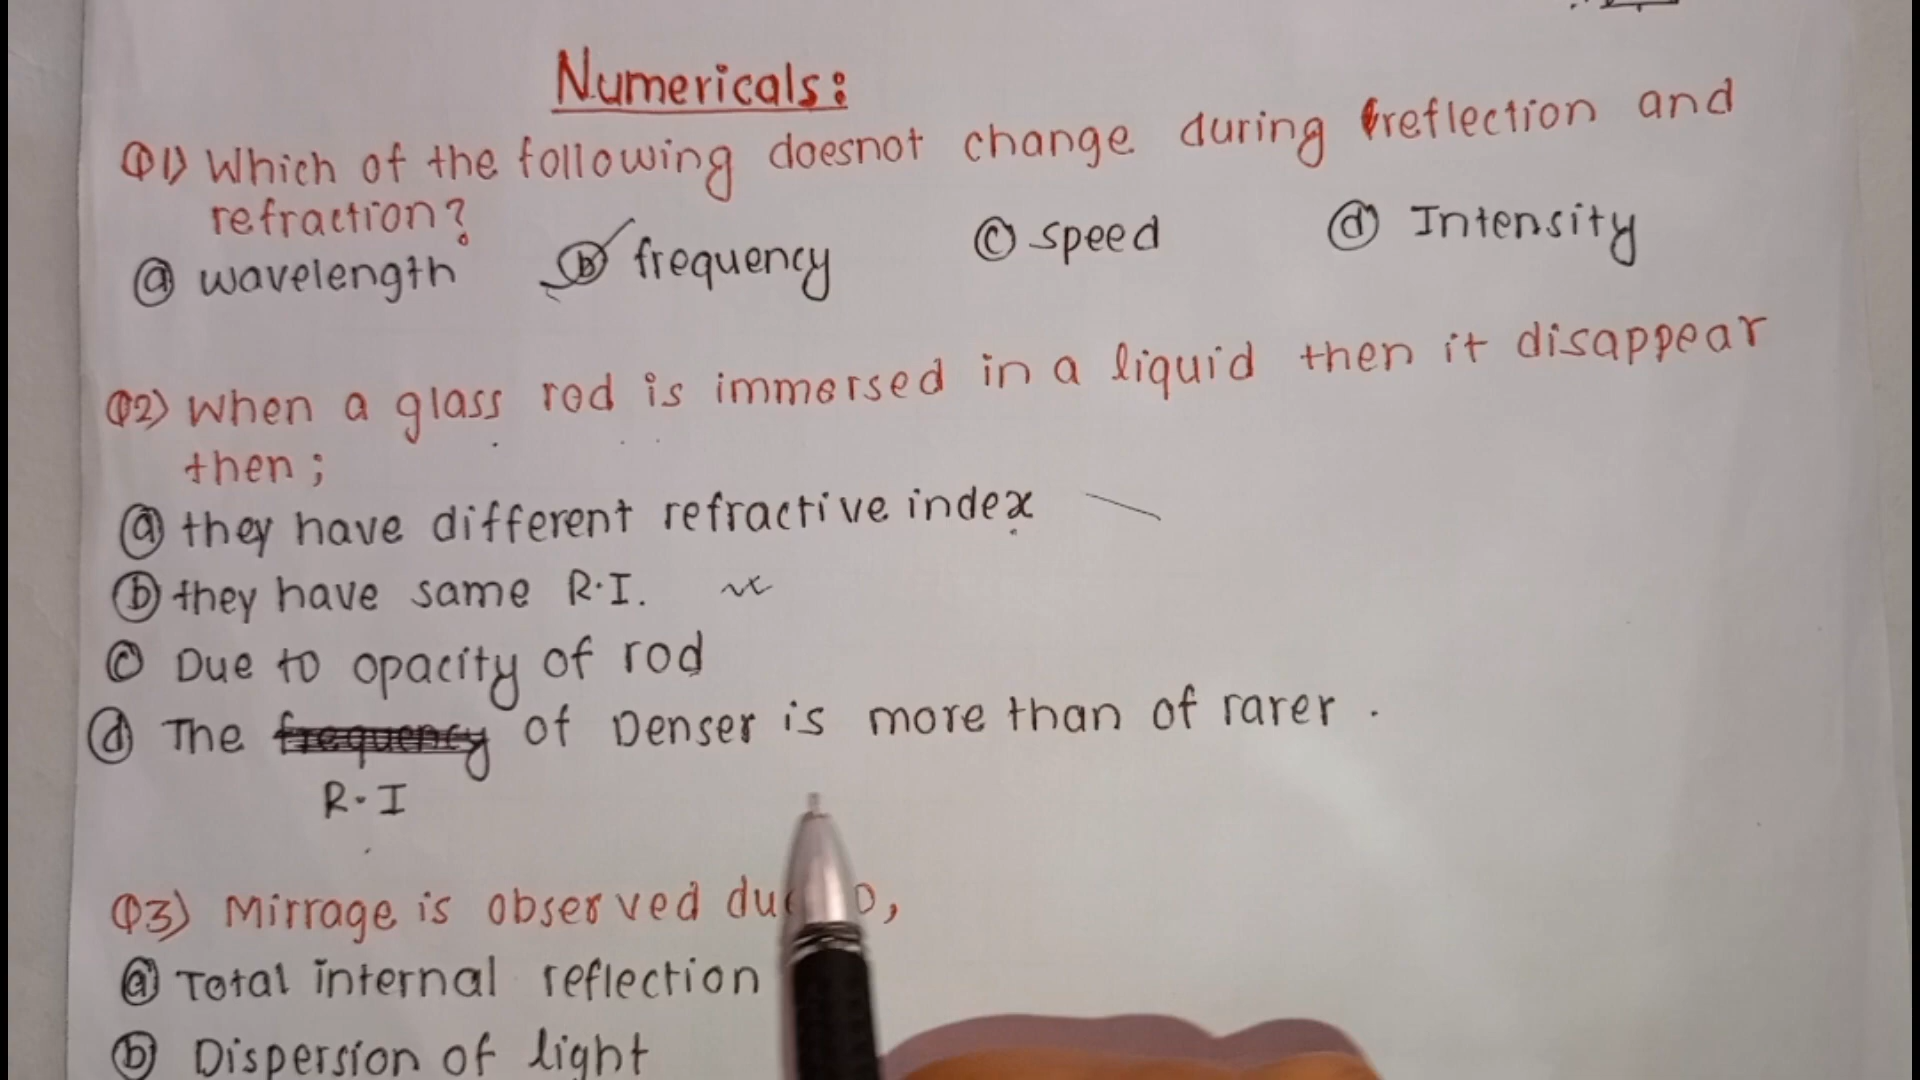 Numericals:
Q1) Which of the following doesnot change during reflection and
refraction?
(a) wavelength (b) frequency (c) speed (d) Intensity
Q2) When a glass rod is immersed in a liquid then it disappear
then;
(a) they have different refractive index
(b) they have same R.I.
(c) Due to opacity of rod
(d) The frequency of Denser is more than of rarer.
R.I
Q3) Mirrage is observed
(a) Total internal reflection
(b) Dispersion of light